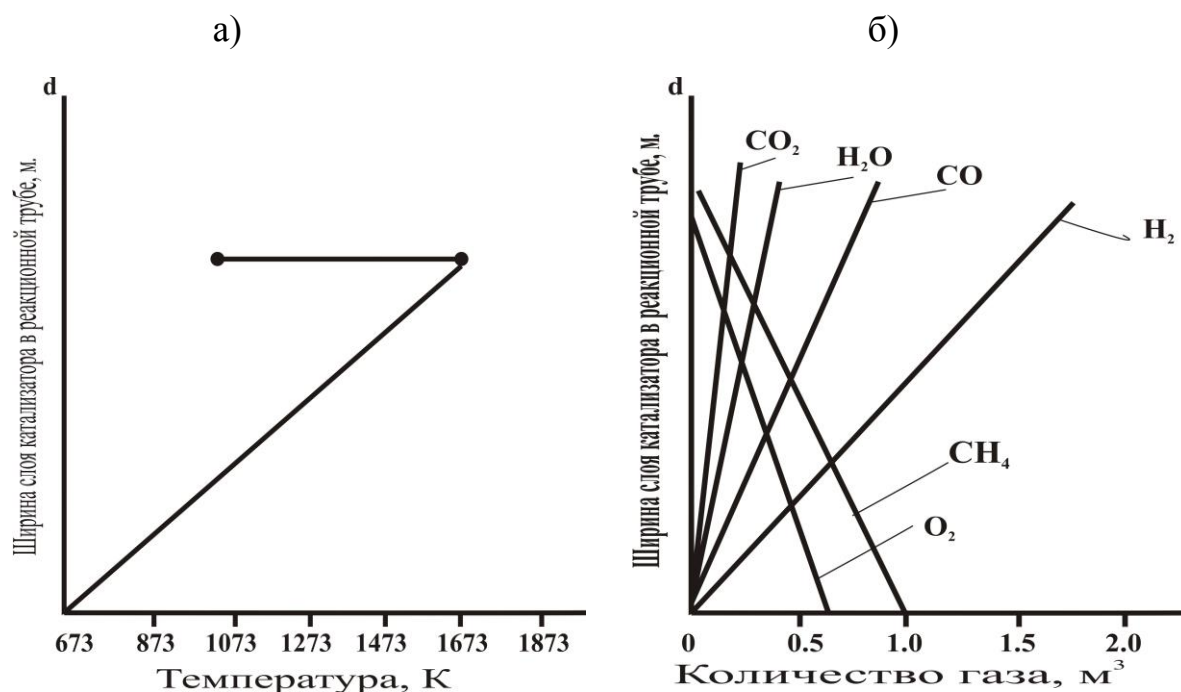 а)
б)
d
Ширина слоя катализатора в реакционной трубе, м.
673 873 1073 1273 1473 1673 1873
Температура, К
d
Ширина слоя катализатора в реакционной трубе, м.
CO₂
H₂O
CO
H₂
CH₄
O₂
0 0.5 1.0 1.5 2.0
Количество газа, м³